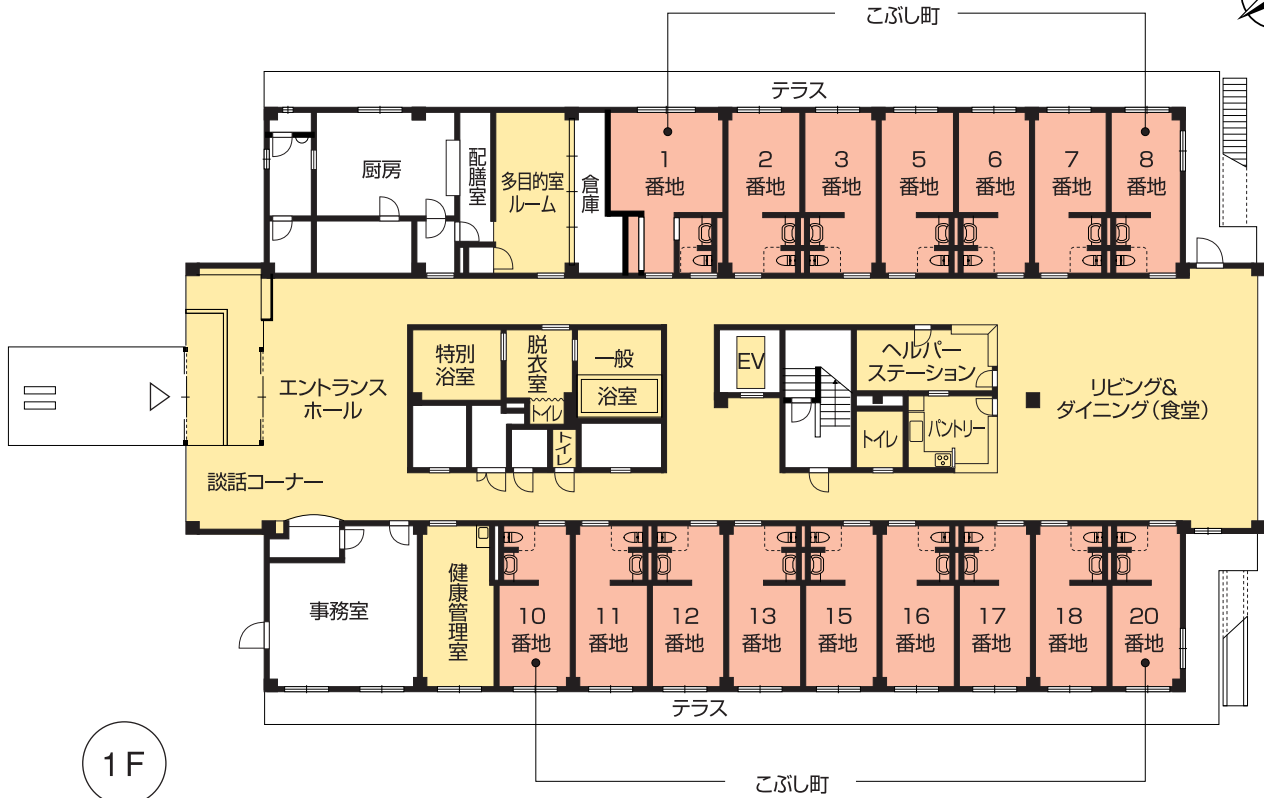 こぶし町
テラス
厨房
配膳室
多目的室
ルーム
倉庫
1
番地
2
番地
3
番地
5
番地
6
番地
7
番地
8
番地
エントランス
ホール
特別
浴室
脱衣室
トイレ
一般
浴室
トイレ
EV
ヘルパー
ステーション
トイレ
パントリー
リビング&
ダイニング(食堂)
談話コーナー
事務室
健康管理室
10
番地
11
番地
12
番地
13
番地
15
番地
16
番地
17
番地
18
番地
20
番地
テラス
こぶし町
1F